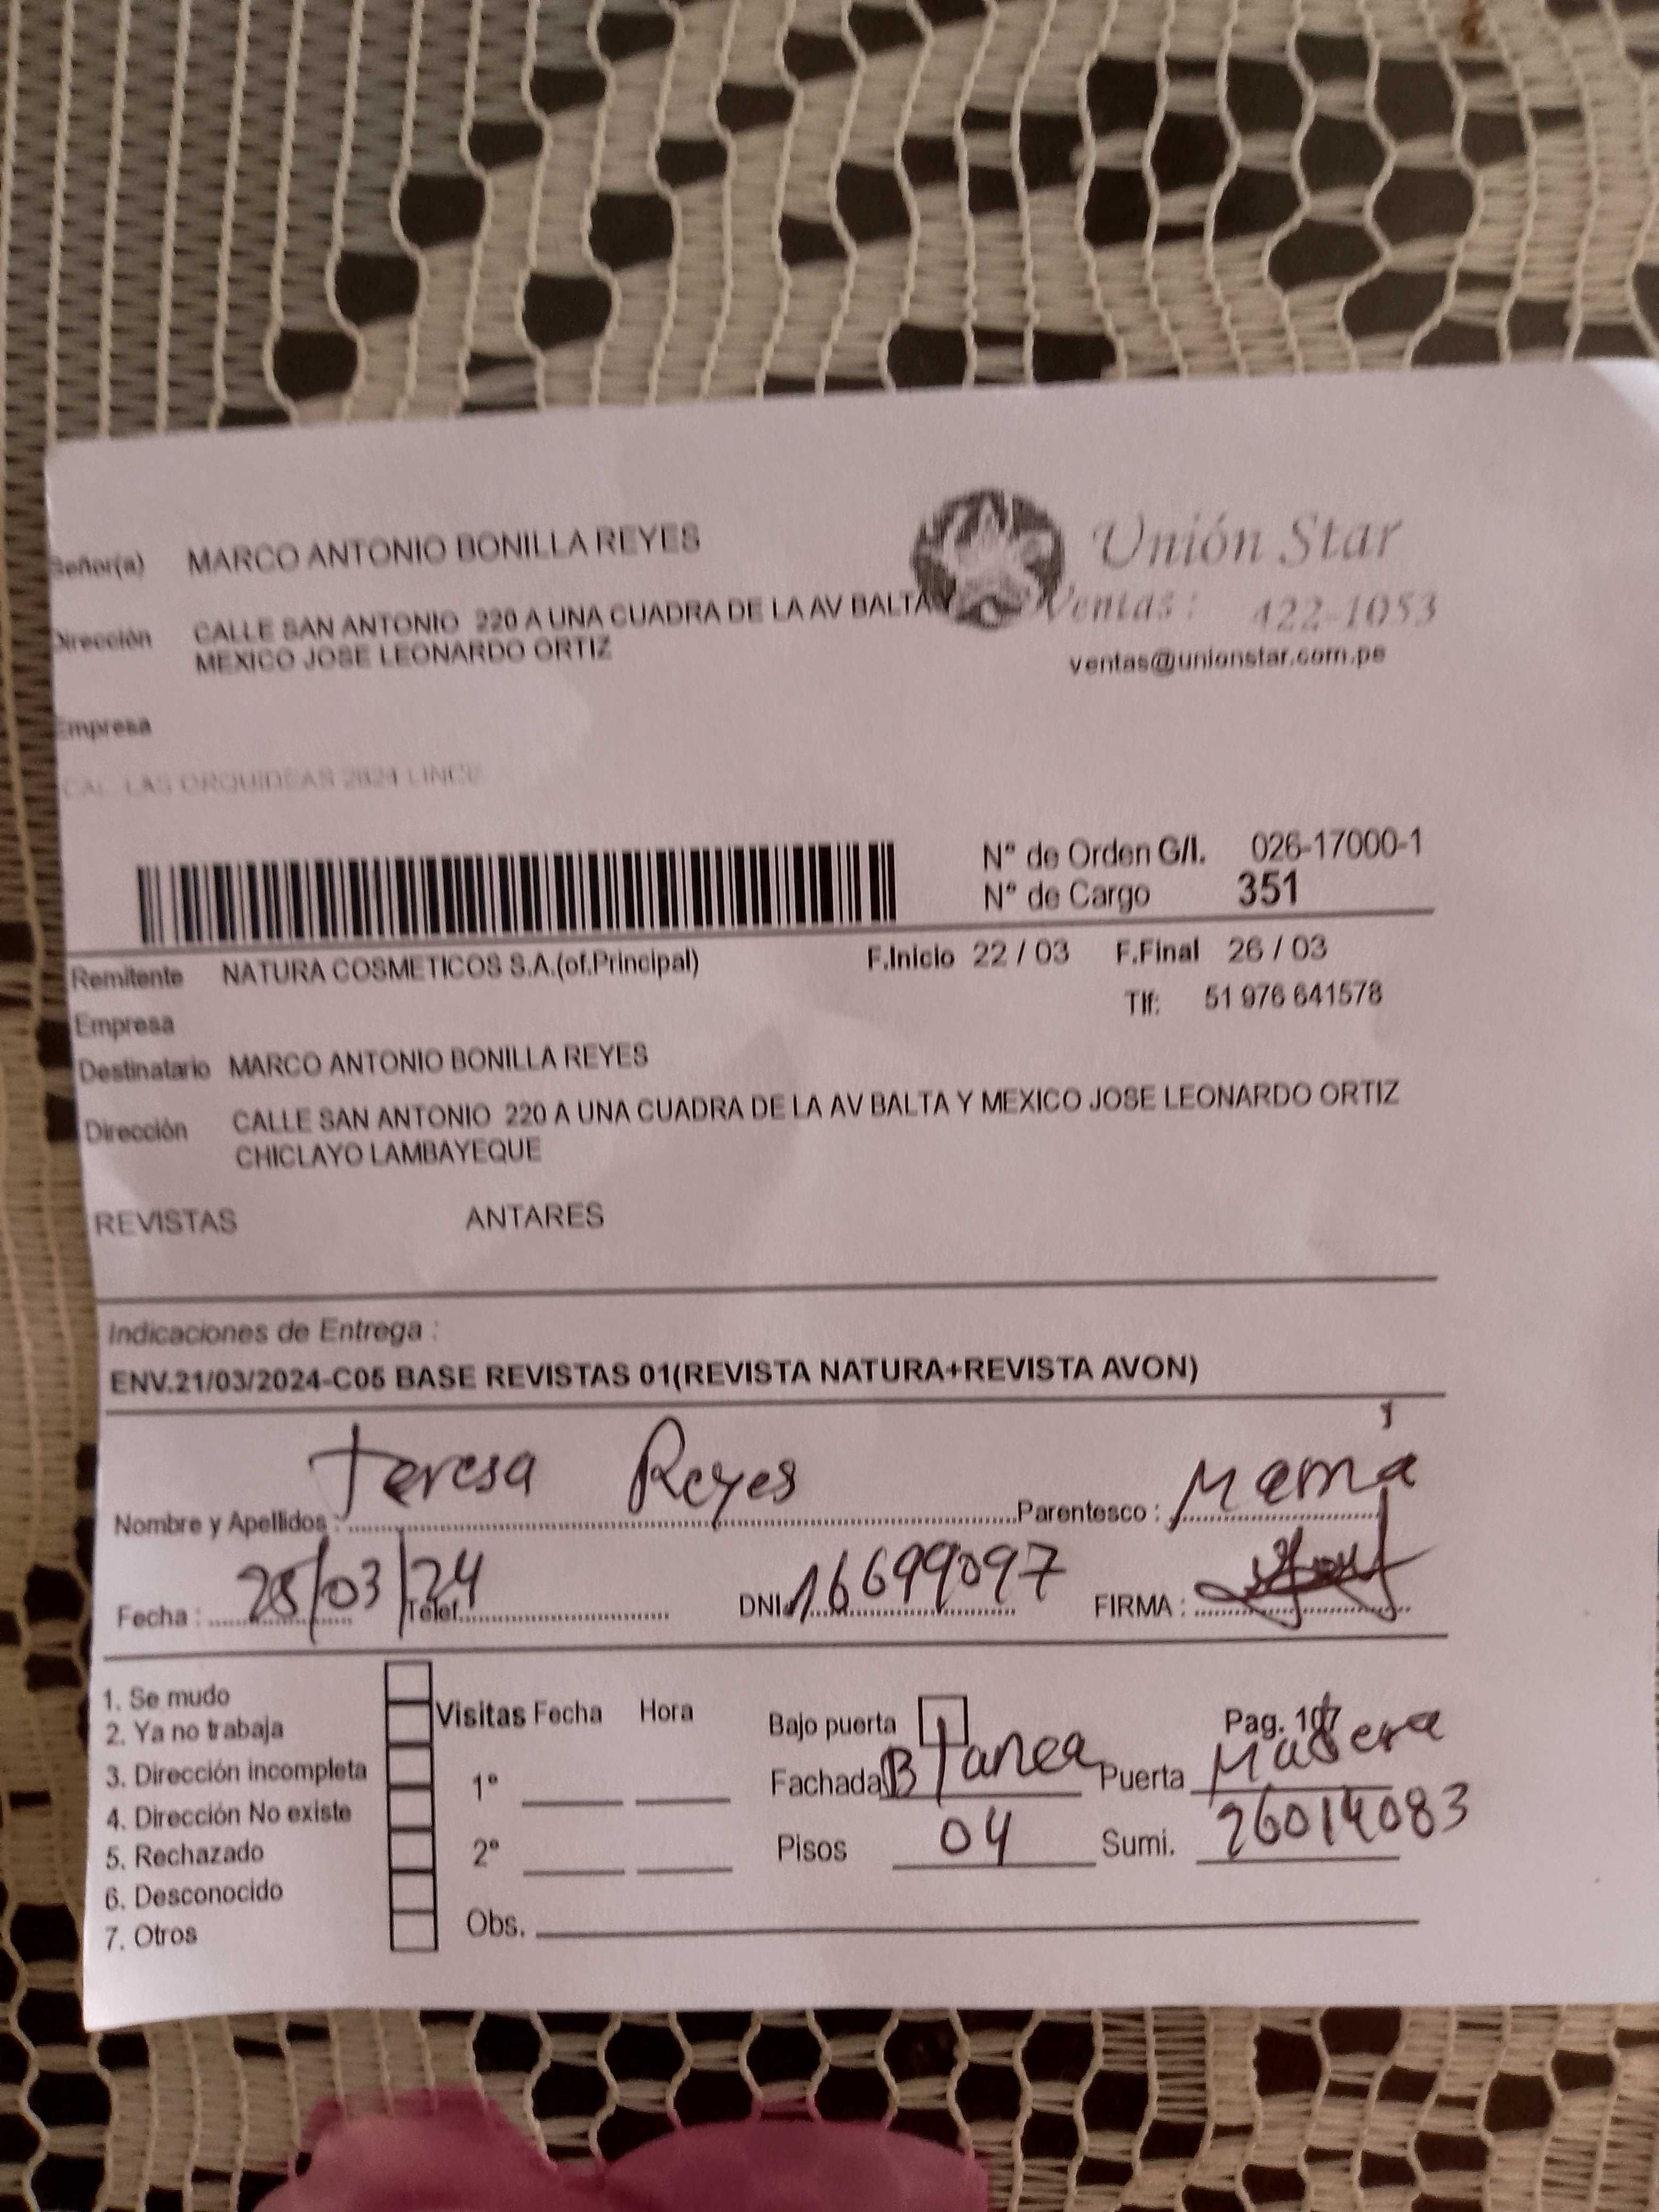 Señor(a) MARCO ANTONIO BONILLA REYES
Unión Star
Dirección CALLE SAN ANTONIO 220 A UNA CUADRA DE LA AV BALTA Y
MEXICO JOSE LEONARDO ORTIZ
Ventas: 422-1053
ventas@unionstar.com.pe
Empresa
CAL. LAS ORQUIDEAS 2824 LINCE
Nº de Orden G/I. 026-17000-1
Nº de Cargo 351
Remitente NATURA COSMETICOS S.A.(of.Principal) F.Inicio 22 / 03 F.Final 26 / 03
Empresa Tlf: 51 976 641578
Destinatario MARCO ANTONIO BONILLA REYES
Dirección CALLE SAN ANTONIO 220 A UNA CUADRA DE LA AV BALTA Y MEXICO JOSE LEONARDO ORTIZ
CHICLAYO LAMBAYEQUE
REVISTAS ANTARES
Indicaciones de Entrega :
ENV.21/03/2024-C05 BASE REVISTAS 01(REVISTA NATURA+REVISTA AVON)
Nombre y Apellidos : Teresa Reyes Parentesco : Mamá
Fecha : 25/03/24 Telef. DNI 16699097 FIRMA :
1. Se mudo
2. Ya no trabaja
3. Dirección incompleta
4. Dirección No existe
5. Rechazado
6. Desconocido
7. Otros
Visitas Fecha Hora
1º
2º
Obs.
Bajo puerta Pag. 107
Fachada Blanca Puerta Madera
Pisos 04 Sumi. 26014083